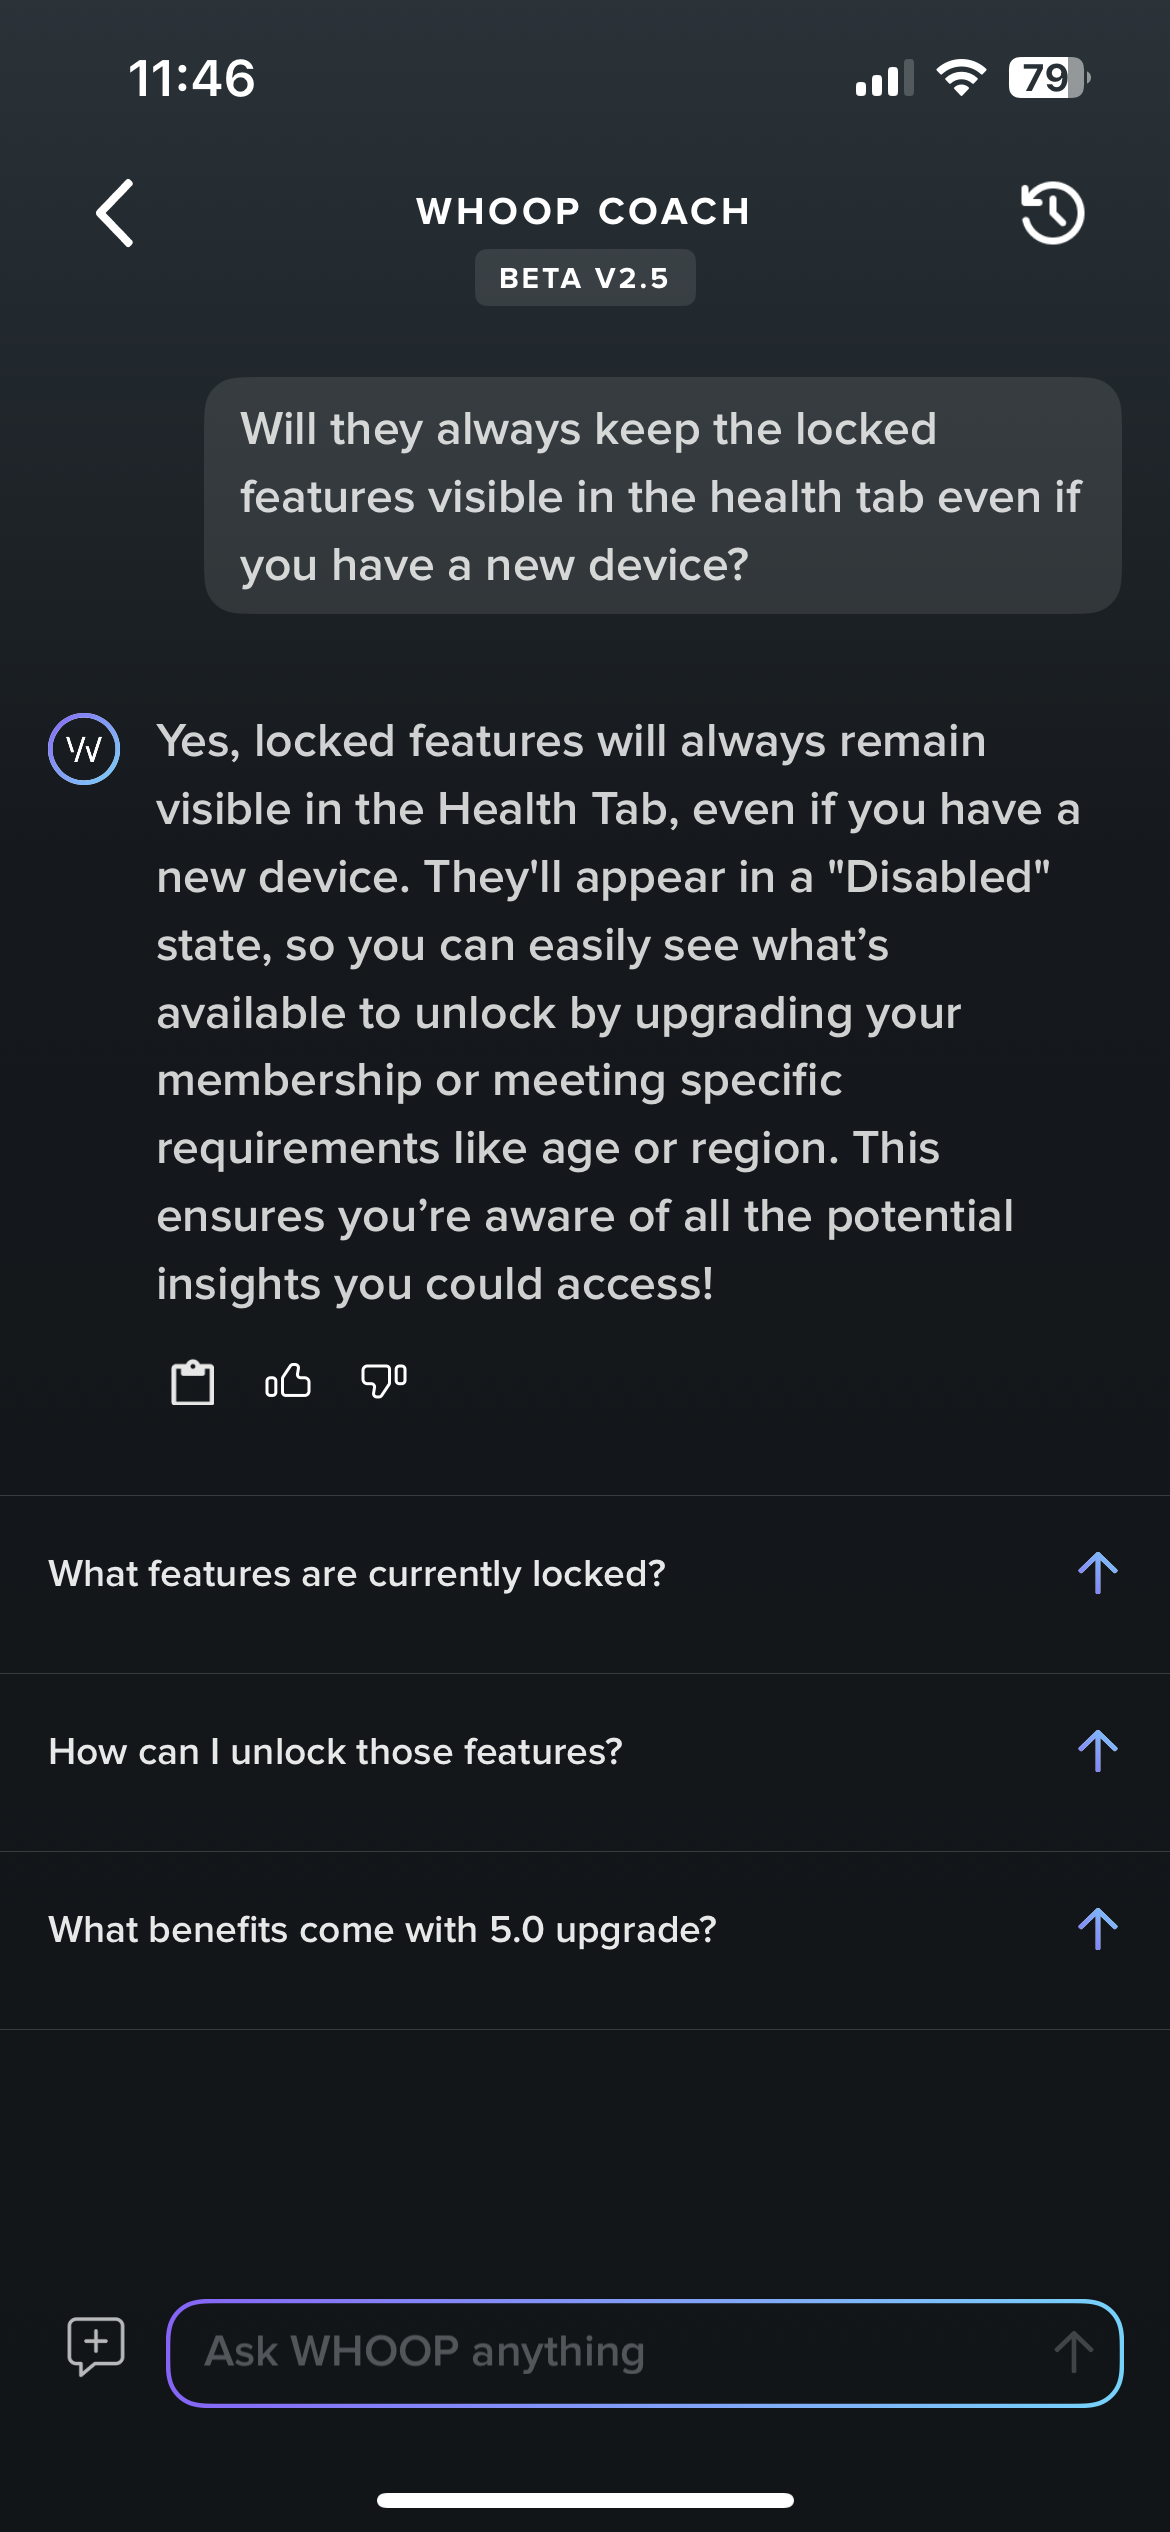 11:46
79
WHOOP COACH
BETA V2.5
Will they always keep the locked
features visible in the health tab even if
you have a new device?
Yes, locked features will always remain
visible in the Health Tab, even if you have a
new device. They'll appear in a "Disabled"
state, so you can easily see what’s
available to unlock by upgrading your
membership or meeting specific
requirements like age or region. This
ensures you’re aware of all the potential
insights you could access!
What features are currently locked?
How can I unlock those features?
What benefits come with 5.0 upgrade?
Ask WHOOP anything